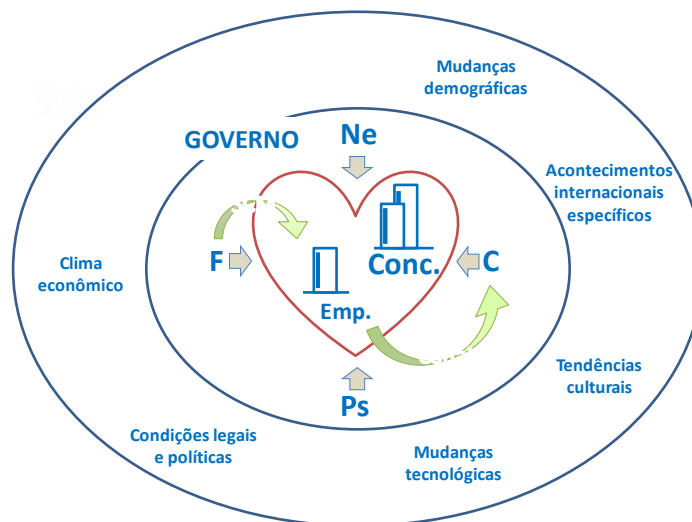 Mudanças
demográficas
GOVERNO
Ne
Acontecimentos
internacionais
específicos
Clima
econômico
F
Conc.
C
Emp.
Tendências
culturais
Ps
Condições legais
e políticas
Mudanças
tecnológicas